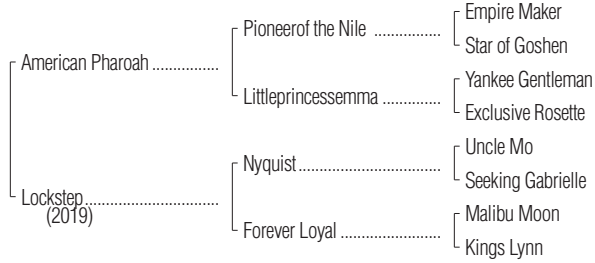 Empire Maker
Pioneerof the Nile ................
Star of Goshen
American Pharoah ................
Yankee Gentleman
Littleprincessemma ..............
Exclusive Rosette
Uncle Mo
Nyquist..................................
Seeking Gabrielle
Lockstep................................
(2019)
Malibu Moon
Forever Loyal ........................
Kings Lynn